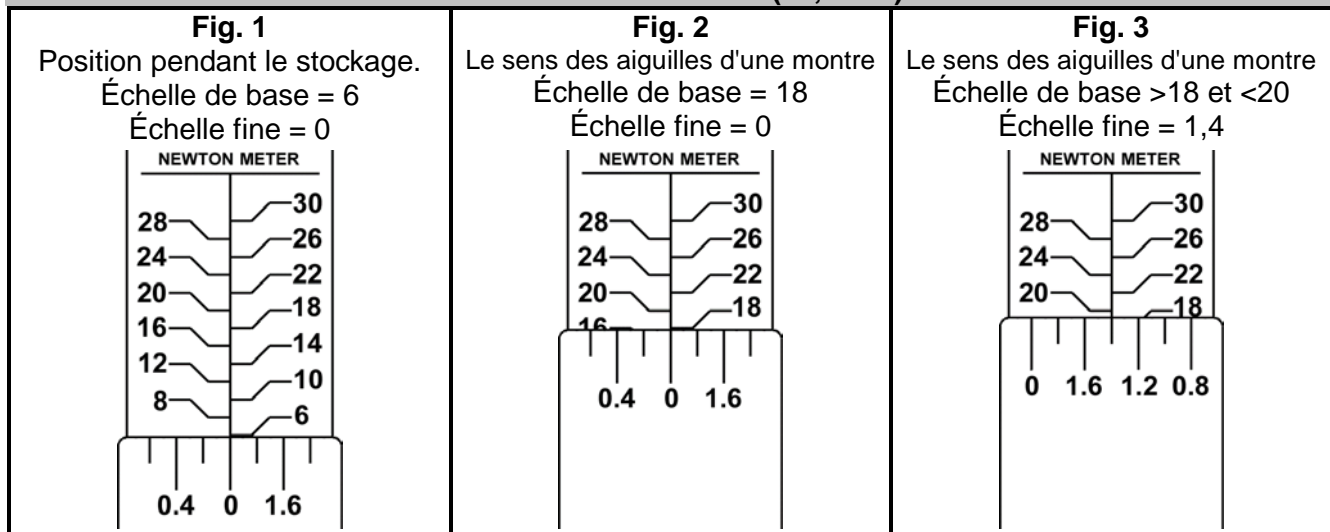 Fig. 1
Position pendant le stockage.
Échelle de base = 6
Échelle fine = 0
NEWTON METER
30
28
26
24
22
20
18
16
14
12
10
8
6
0.4 0 1.6
Fig. 2
Le sens des aiguilles d'une montre
Échelle de base = 18
Échelle fine = 0
NEWTON METER
30
28
26
24
22
20
18
16
0.4 0 1.6
Fig. 3
Le sens des aiguilles d'une montre
Échelle de base >18 et <20
Échelle fine = 1,4
NEWTON METER
30
28
26
24
22
20
18
0 1.6 1.2 0.8